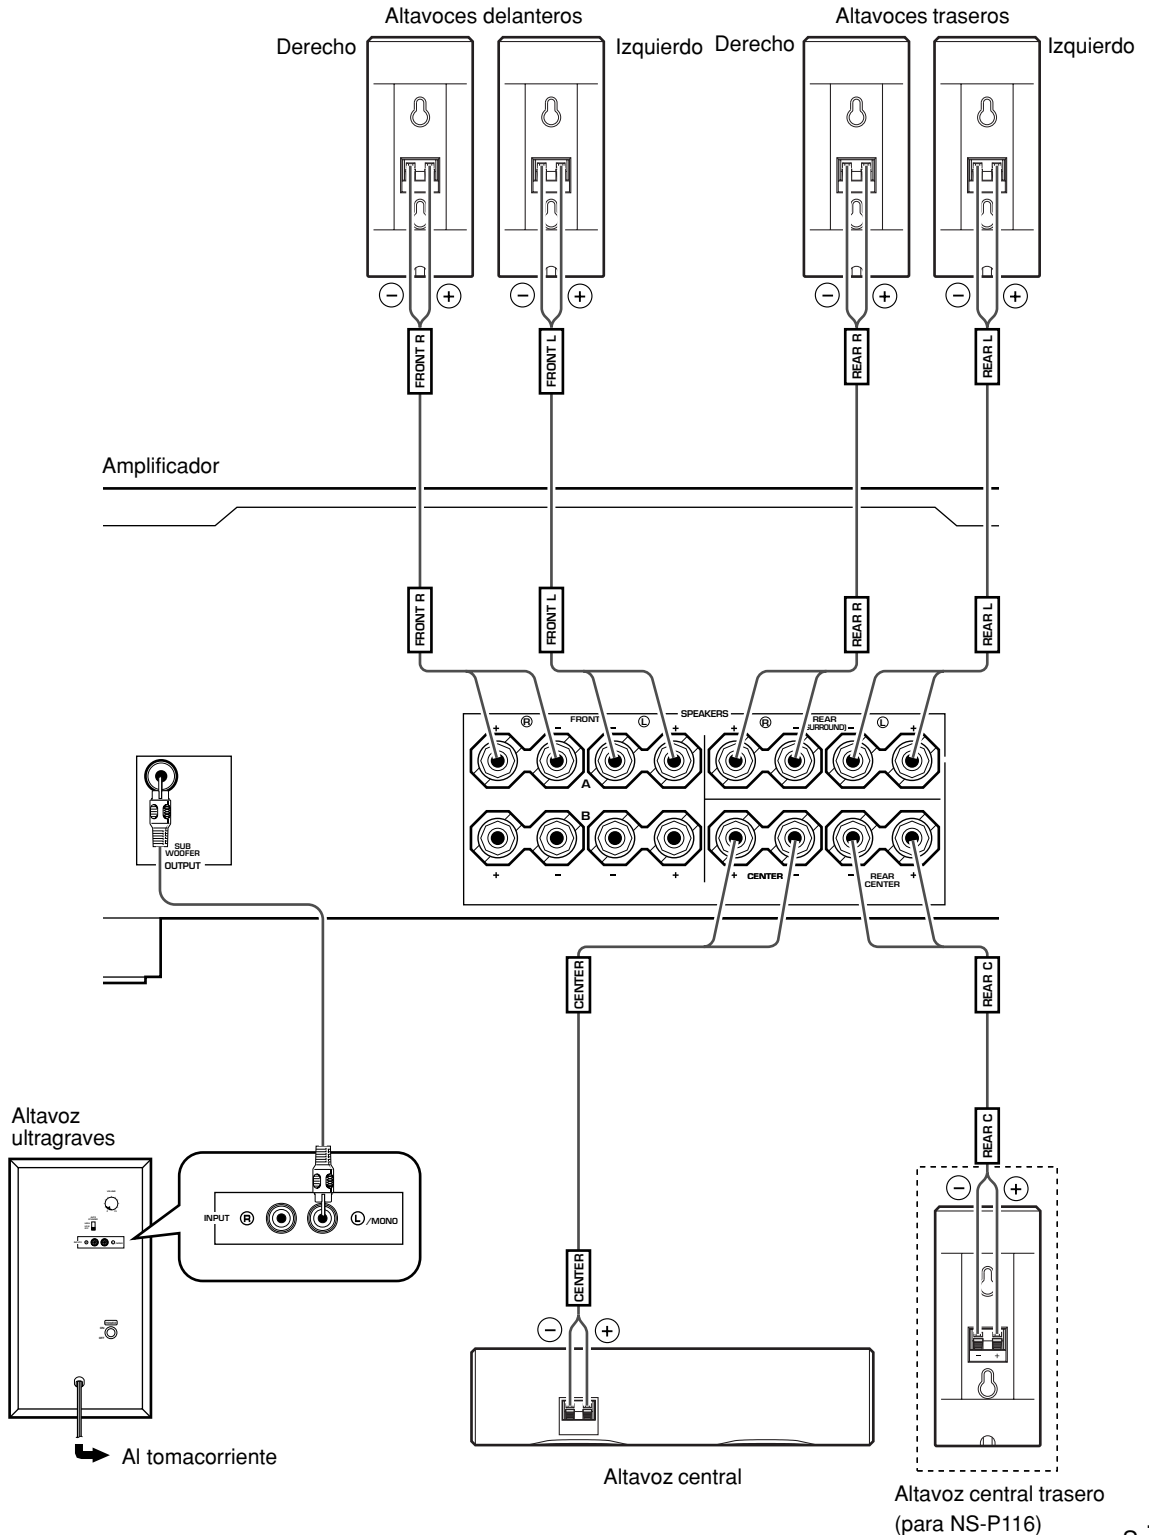 Altavoces delanteros
Altavoces traseros
Derecho
Izquierdo
Derecho
Izquierdo
− +
− +
− +
− +
FRONT R
FRONT L
REAR R
REAR L
Amplificador
FRONT R
FRONT L
REAR R
REAR L
SPEAKERS
+ R − FRONT − L +
+ R − REAR − L +
(SURROUND)
A
B
+ − − +
+ CENTER − − REAR CENTER +
SUB
WOOFER
OUTPUT
CENTER
REAR C
REAR C
− +
Altavoz
ultragraves
INPUT R L /MONO
CENTER
− +
− +
Al tomacorriente
Altavoz central
Altavoz central trasero
(para NS-P116)